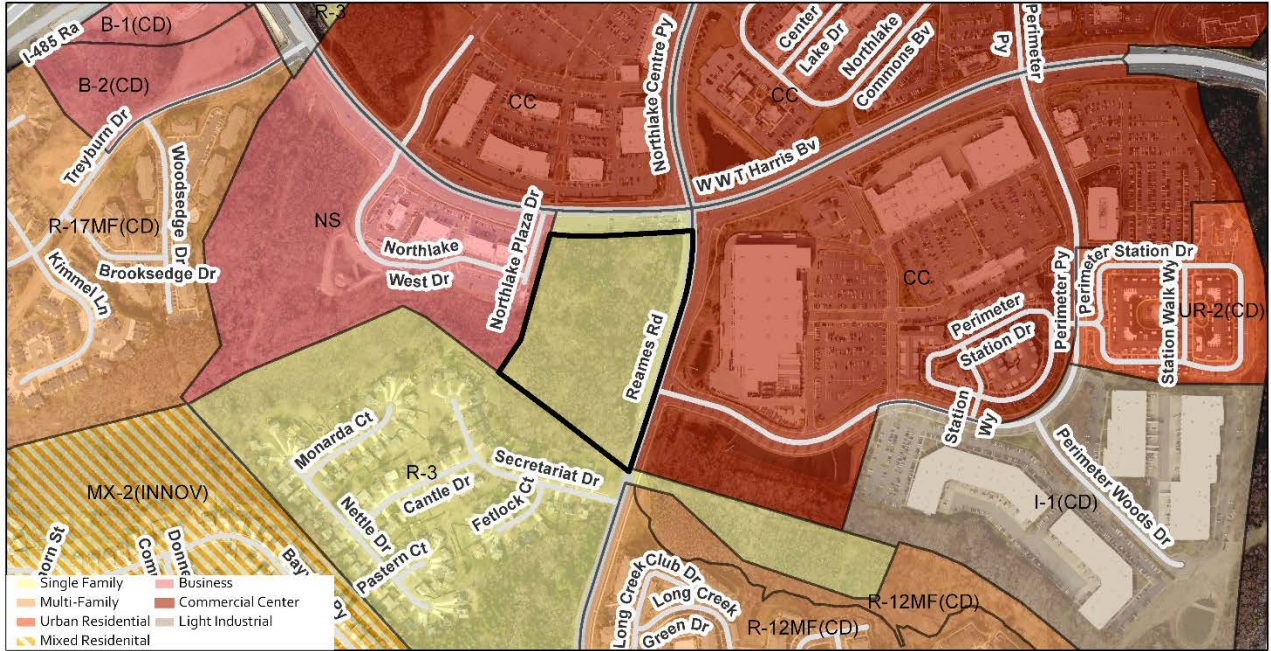 B-1(CD)
R-3
I-485 Ra
B-2(CD)
Treyburn Dr
Woodsedge Dr
R-17MF(CD)
Brooksedge Dr
Kimmel Ln
NS
Northlake
West Dr
Northlake Plaza Dr
CC
Northlake Centre Py
Center
Lake Dr
Northlake
Commons Bv
CC
W W T Harris Bv
Perimeter
Py
CC
Perimeter Py
Perimeter
Station Dr
Station Walk Wy
UR-2(CD)
Perimeter
Station Dr
Station
Wy
Reames Rd
Monarda Ct
R-3
Secretariat Dr
Cantle Dr
Fetlock Ct
Nettle Dr
Pastern Ct
MX-2(INNOV)
I-1(CD)
Perimeter Woods Dr
R-12MF(CD)
R-12MF(CD)
Long Creek
Club Dr
Long Creek
Green Dr
Single Family
Multi-Family
Urban Residential
Mixed Residenital
Business
Commercial Center
Light Industrial